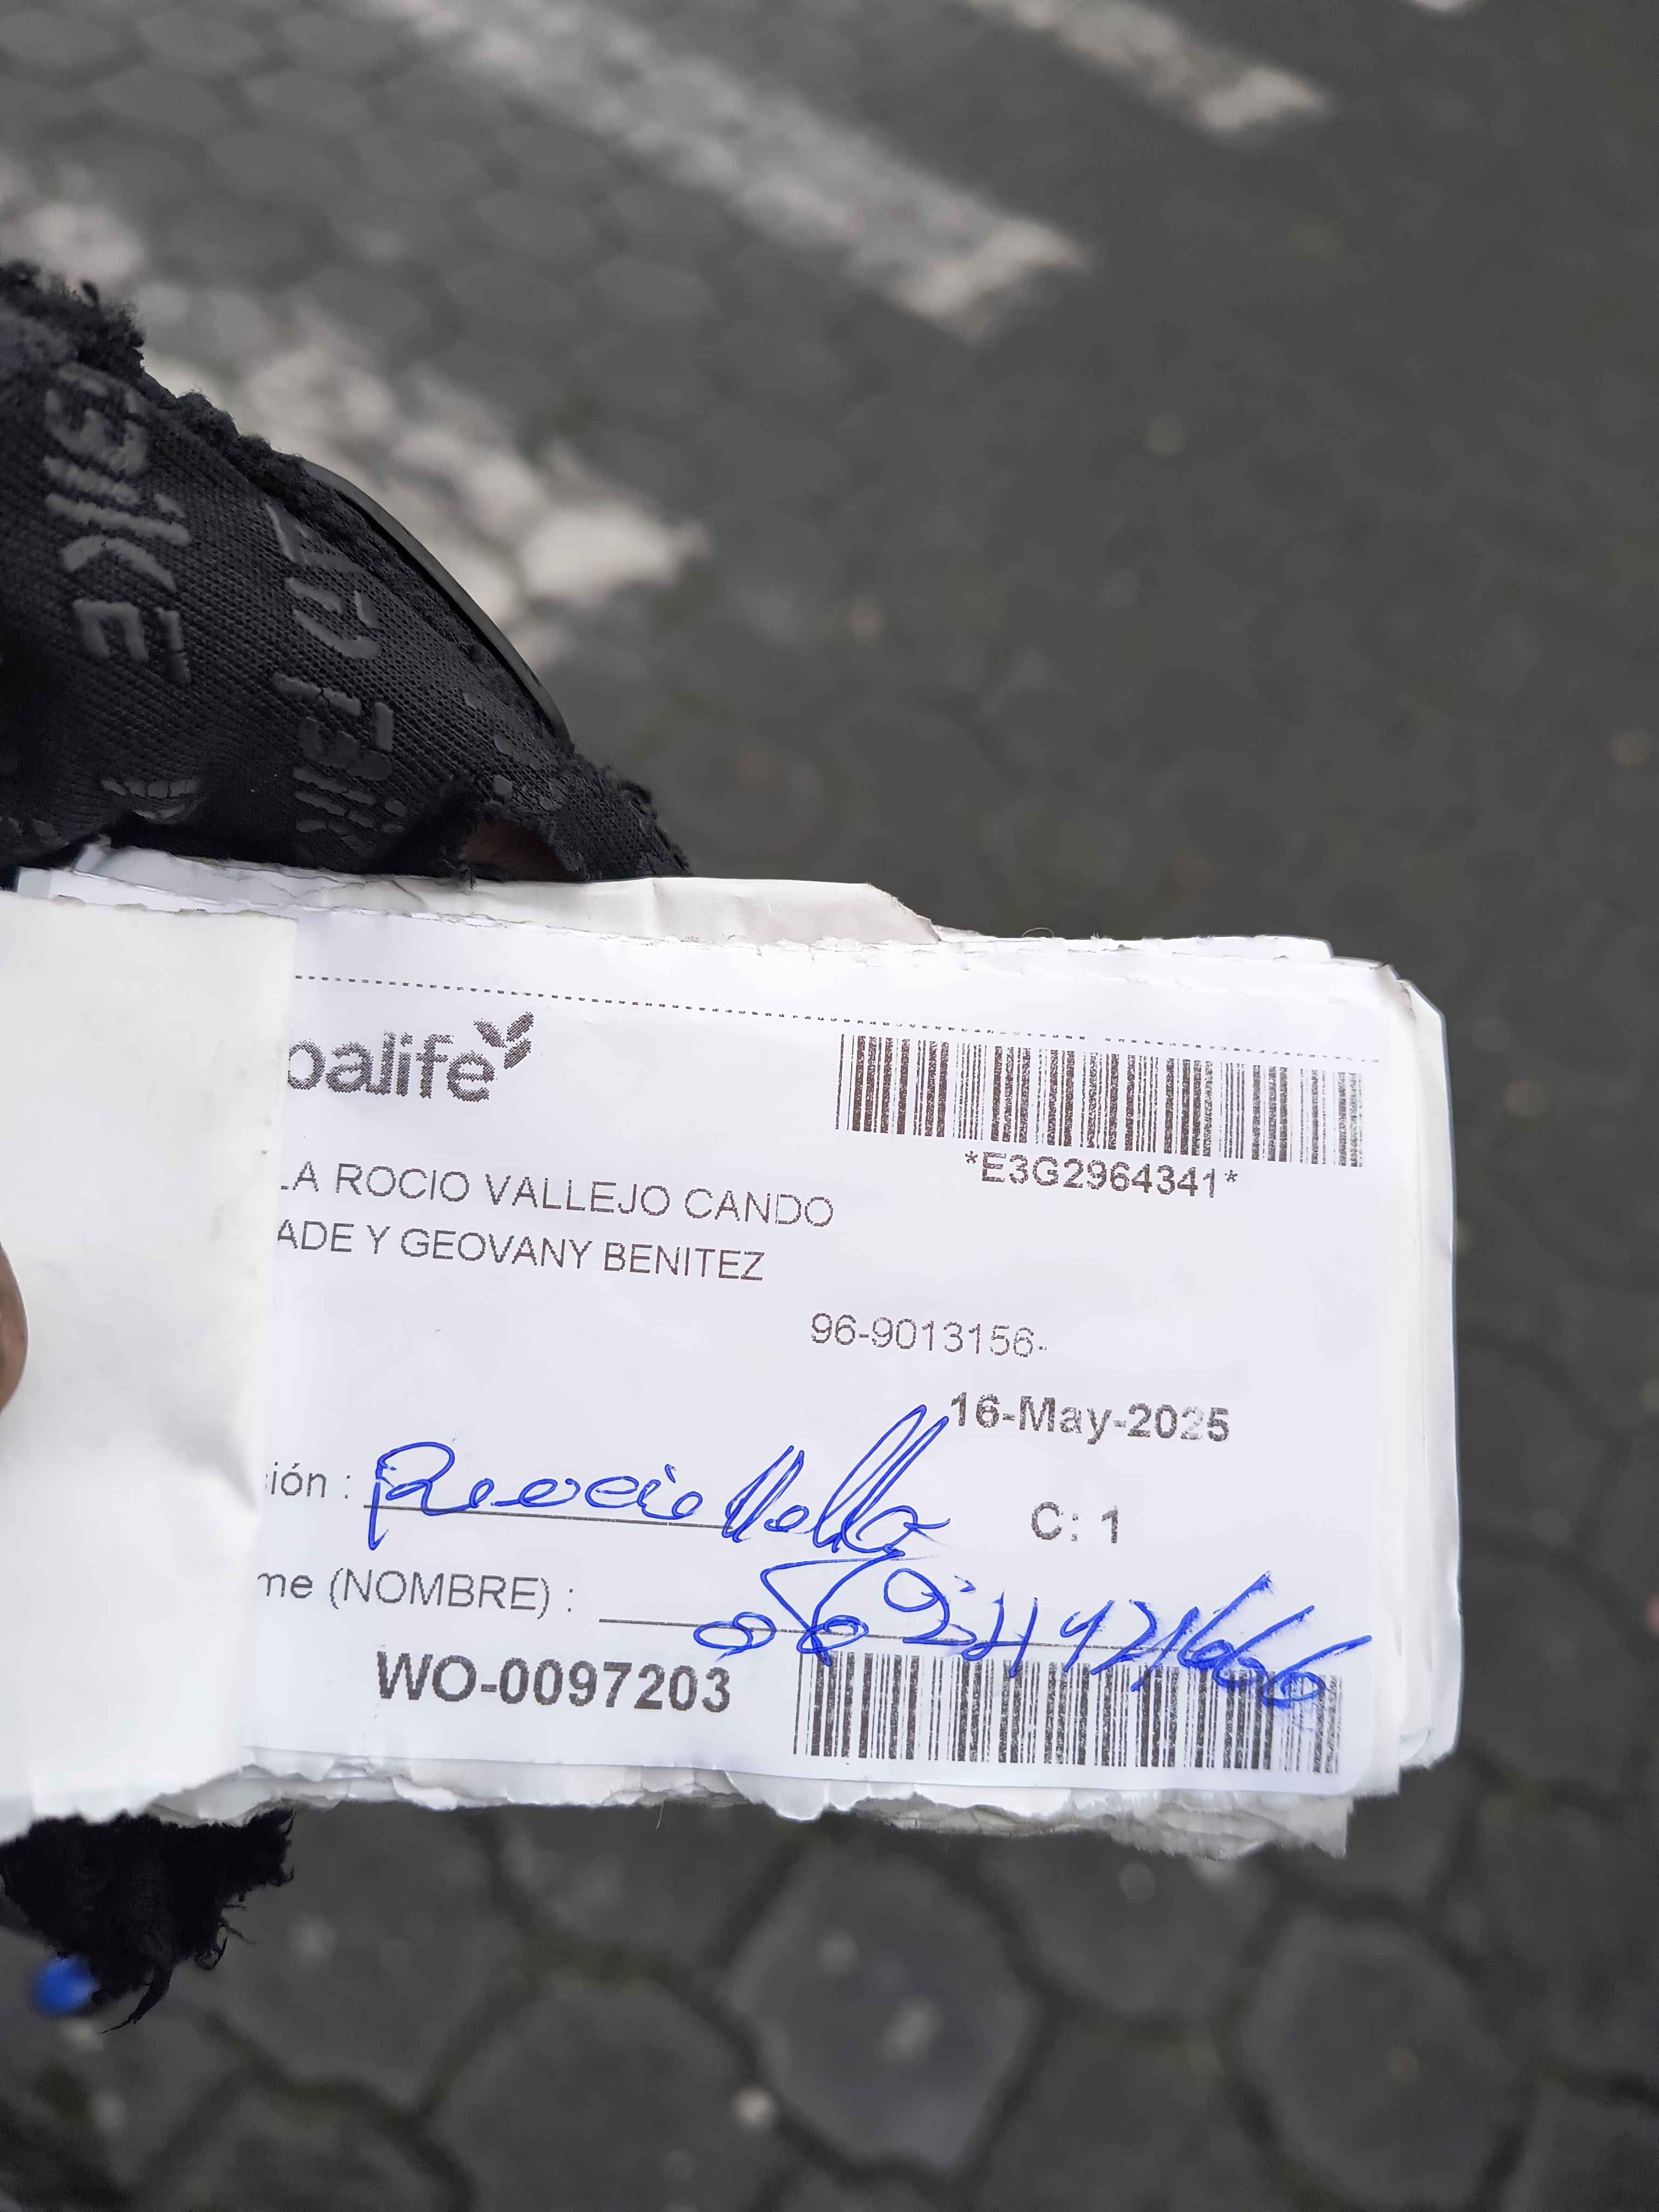 balife
*E3G2964341*
LA ROCIO VALLEJO CANDO
ADE Y GEOVANY BENITEZ
96-9013156-
16-May-2025
ión : Rocio
C: 1
me (NOMBRE) :
WO-0097203